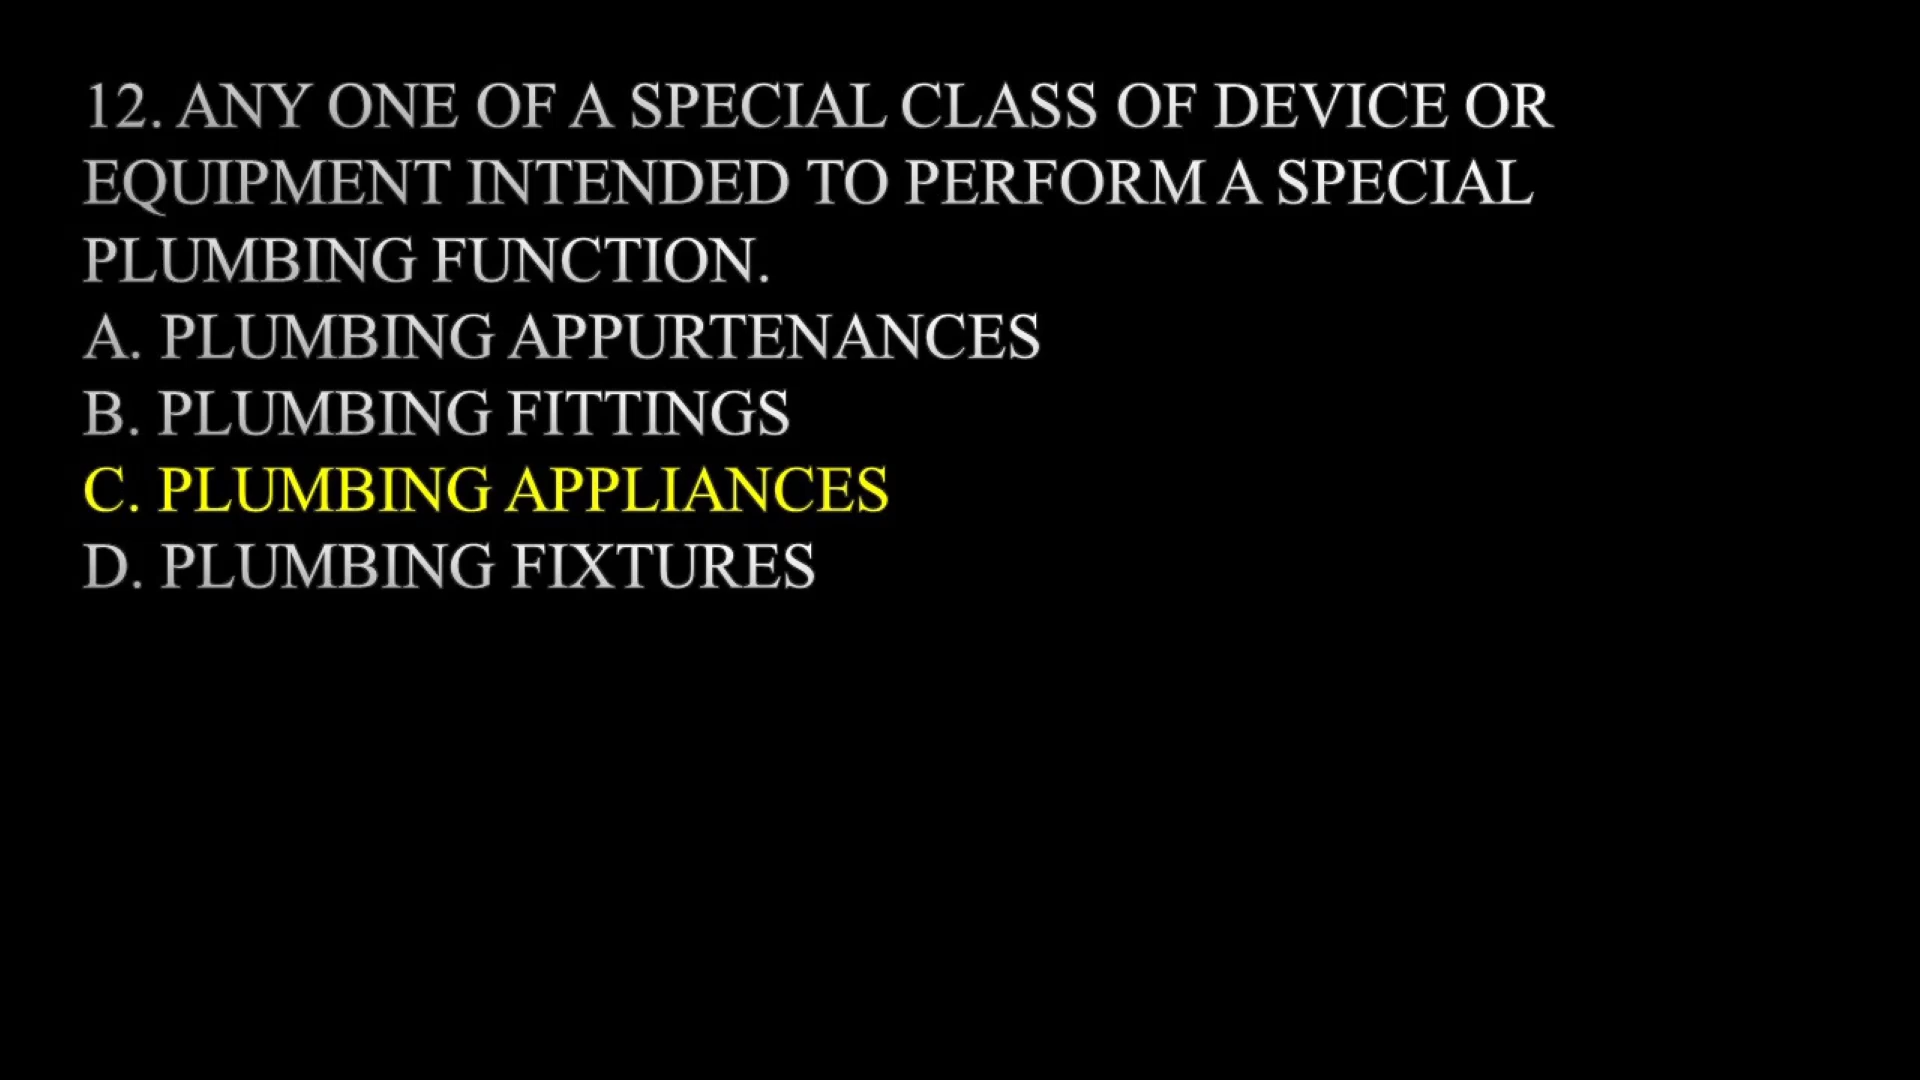 12. ANY ONE OF A SPECIAL CLASS OF DEVICE OR
EQUIPMENT INTENDED TO PERFORM A SPECIAL
PLUMBING FUNCTION.
A. PLUMBING APPURTENANCES
B. PLUMBING FITTINGS
C. PLUMBING APPLIANCES
D. PLUMBING FIXTURES